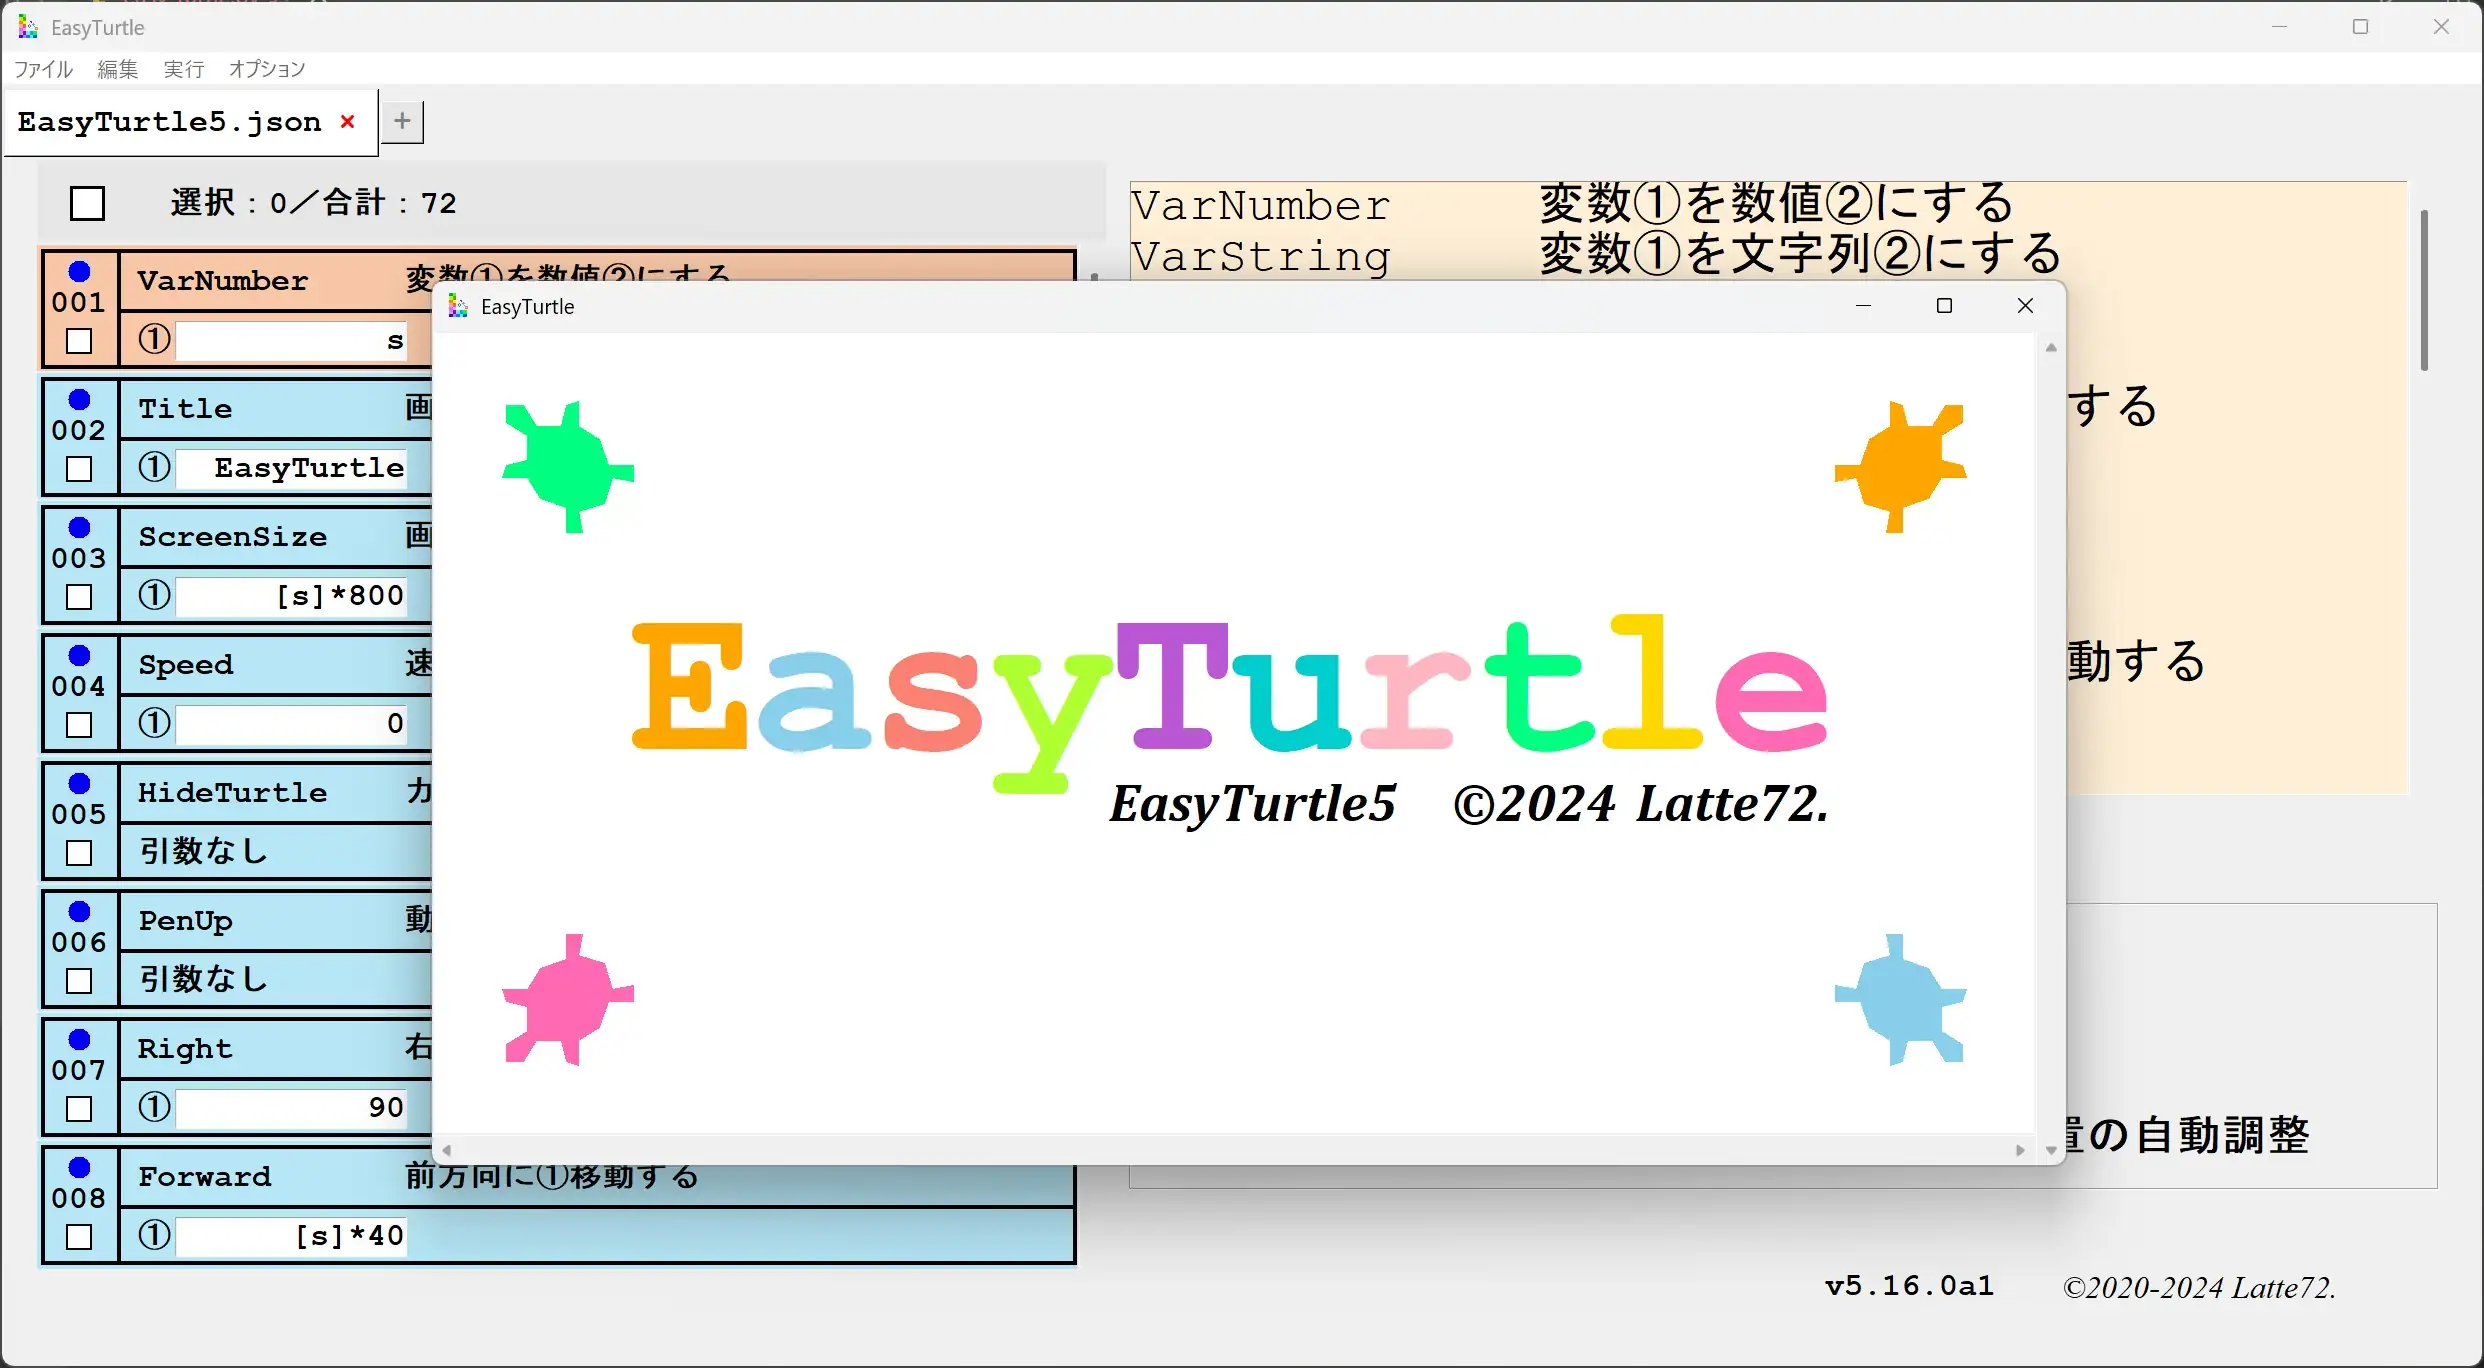 EasyTurtle
ファイル 編集 実行 オプション
EasyTurtle5.json × +
選択：0／合計：72
001 VarNumber 変数①を数値②にする
① s
002 Title 画
① EasyTurtle
003 ScreenSize 画
① [s]*800
004 Speed 速
① 0
005 HideTurtle カ
引数なし
006 PenUp 動
引数なし
007 Right 右
① 90
008 Forward 前方向に①移動する
① [s]*40
VarNumber 変数①を数値②にする
VarString 変数①を文字列②にする
する
動する
置の自動調整
EasyTurtle
EasyTurtle
EasyTurtle5 ©2024 Latte72.
v5.16.0a1 ©2020-2024 Latte72.